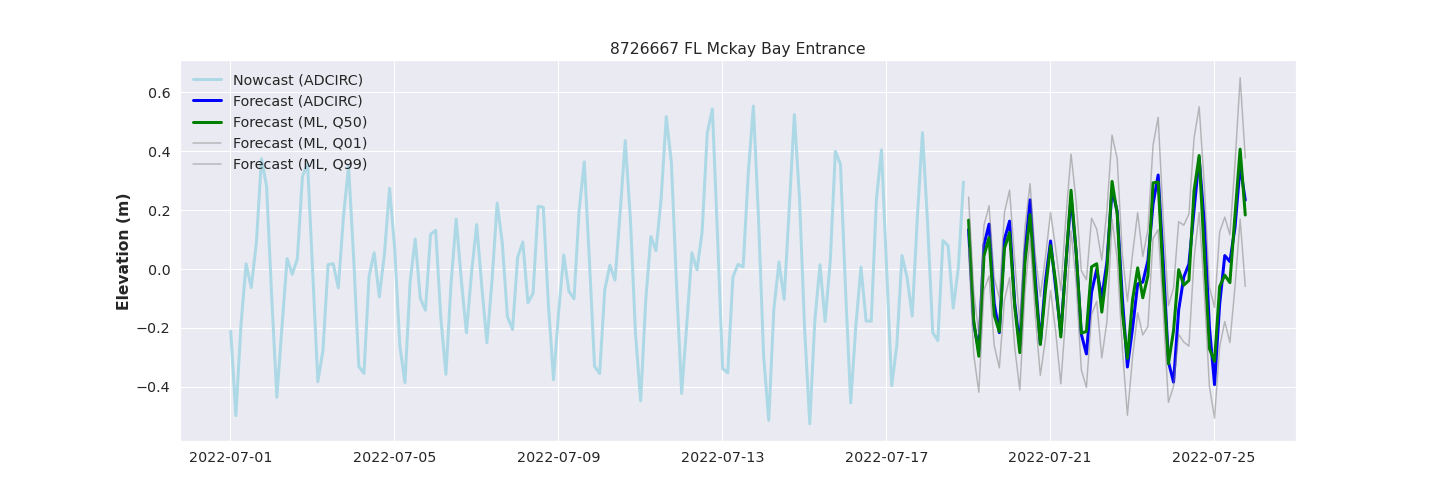 8726667 FL Mckay Bay Entrance
Nowcast (ADCIRC)
Forecast (ADCIRC)
Forecast (ML, Q50)
Forecast (ML, Q01)
Forecast (ML, Q99)
Elevation (m)
0.6
0.4
0.2
0.0
−0.2
−0.4
2022-07-01 2022-07-05 2022-07-09 2022-07-13 2022-07-17 2022-07-21 2022-07-25